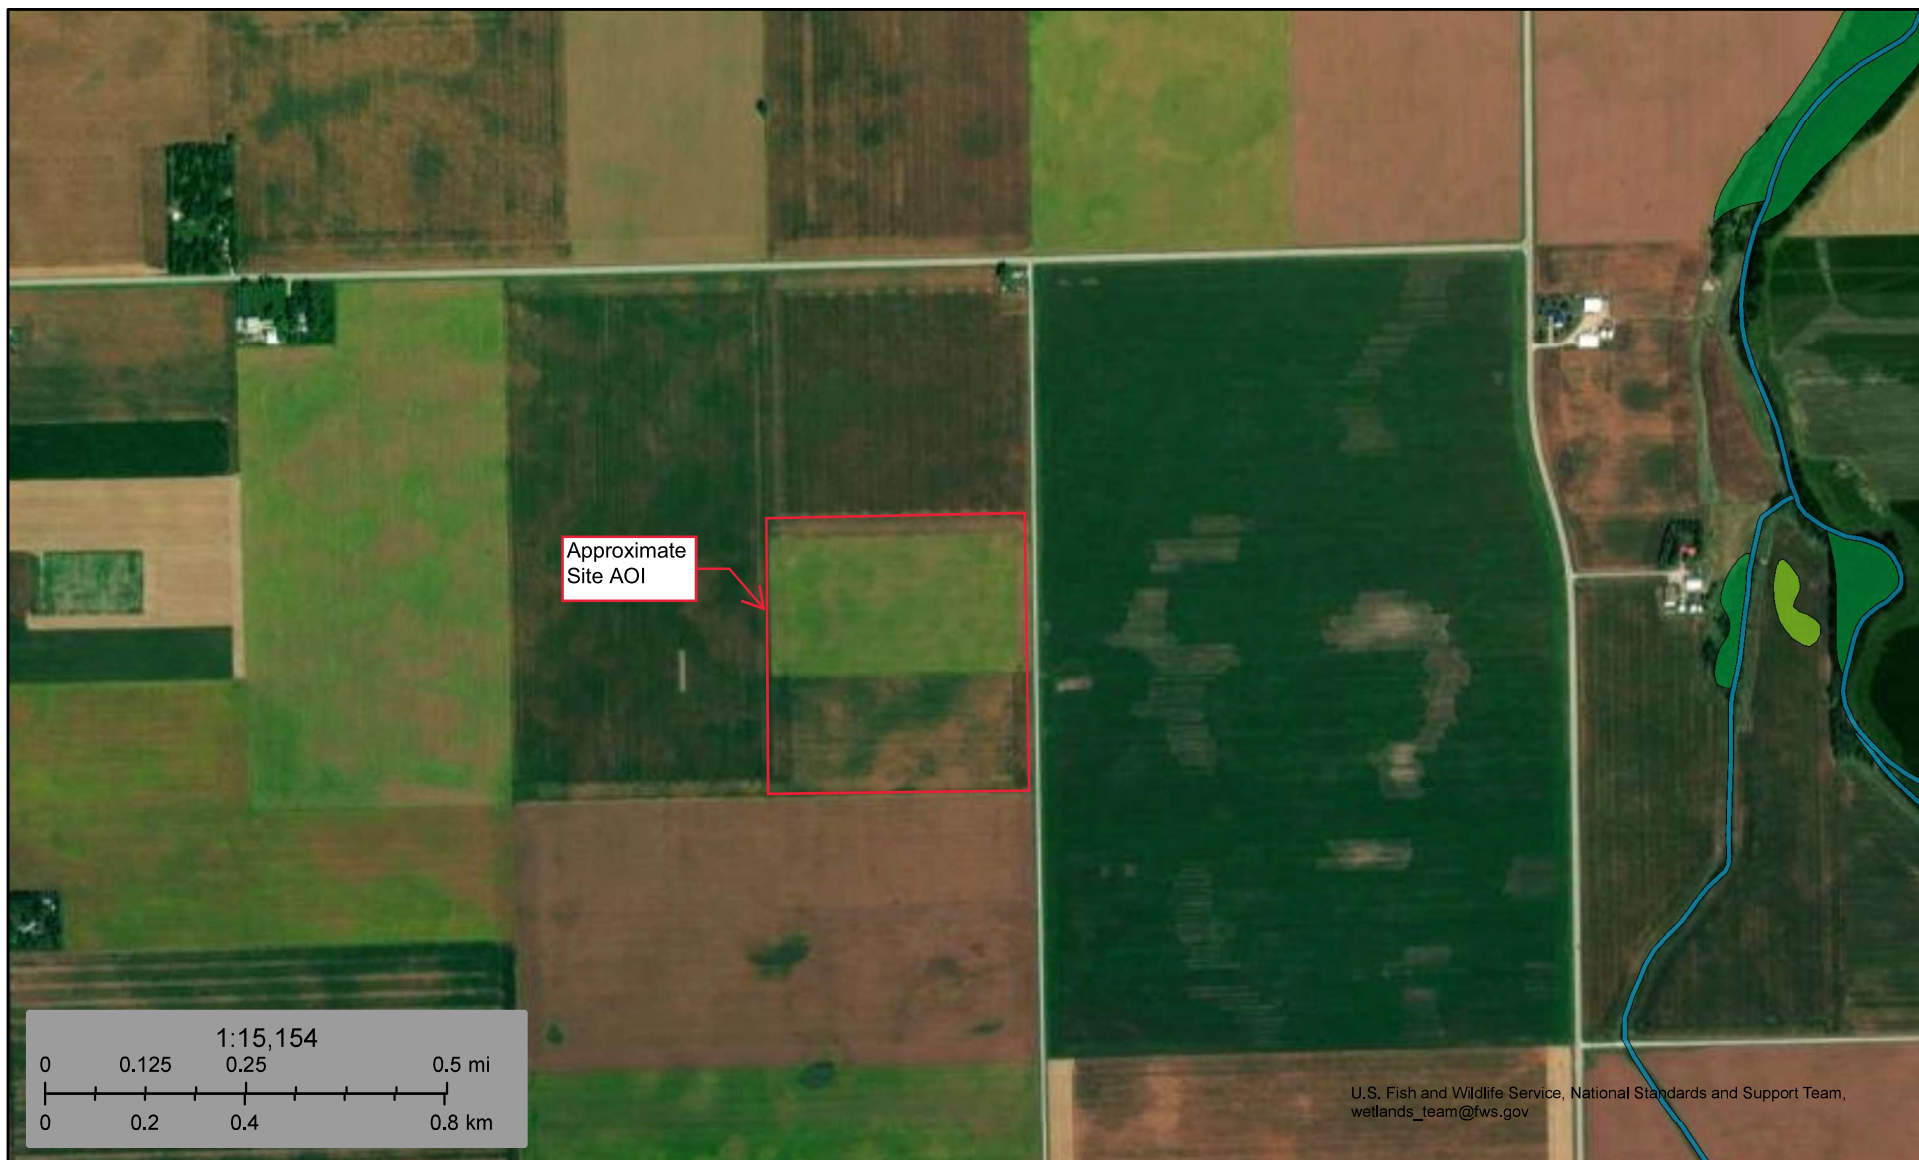 Approximate
Site AOI
1:15,154
0 0.125 0.25 0.5 mi
0 0.2 0.4 0.8 km
U.S. Fish and Wildlife Service, National Standards and Support Team,
wetlands_team@fws.gov